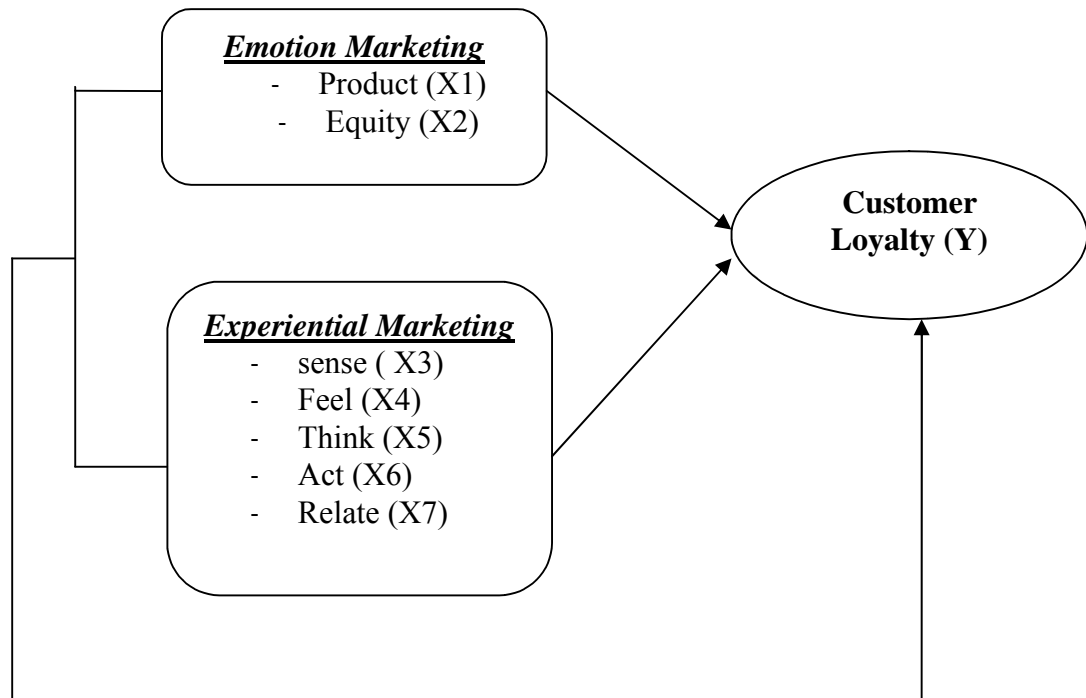 Emotion Marketing
- Product (X1)
- Equity (X2)
Customer
Loyalty (Y)
Experiential Marketing
- sense ( X3)
- Feel (X4)
- Think (X5)
- Act (X6)
- Relate (X7)